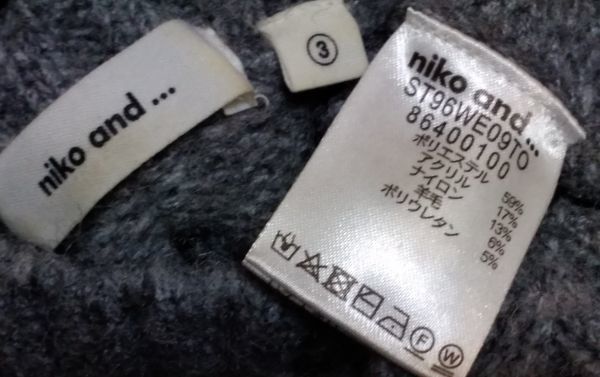 niko and ...
③
niko and...
ST96WE09TO
86400100
ポリエステル 59%
アクリル 17%
ナイロン 13%
羊毛 6%
ポリウレタン 5%
F W